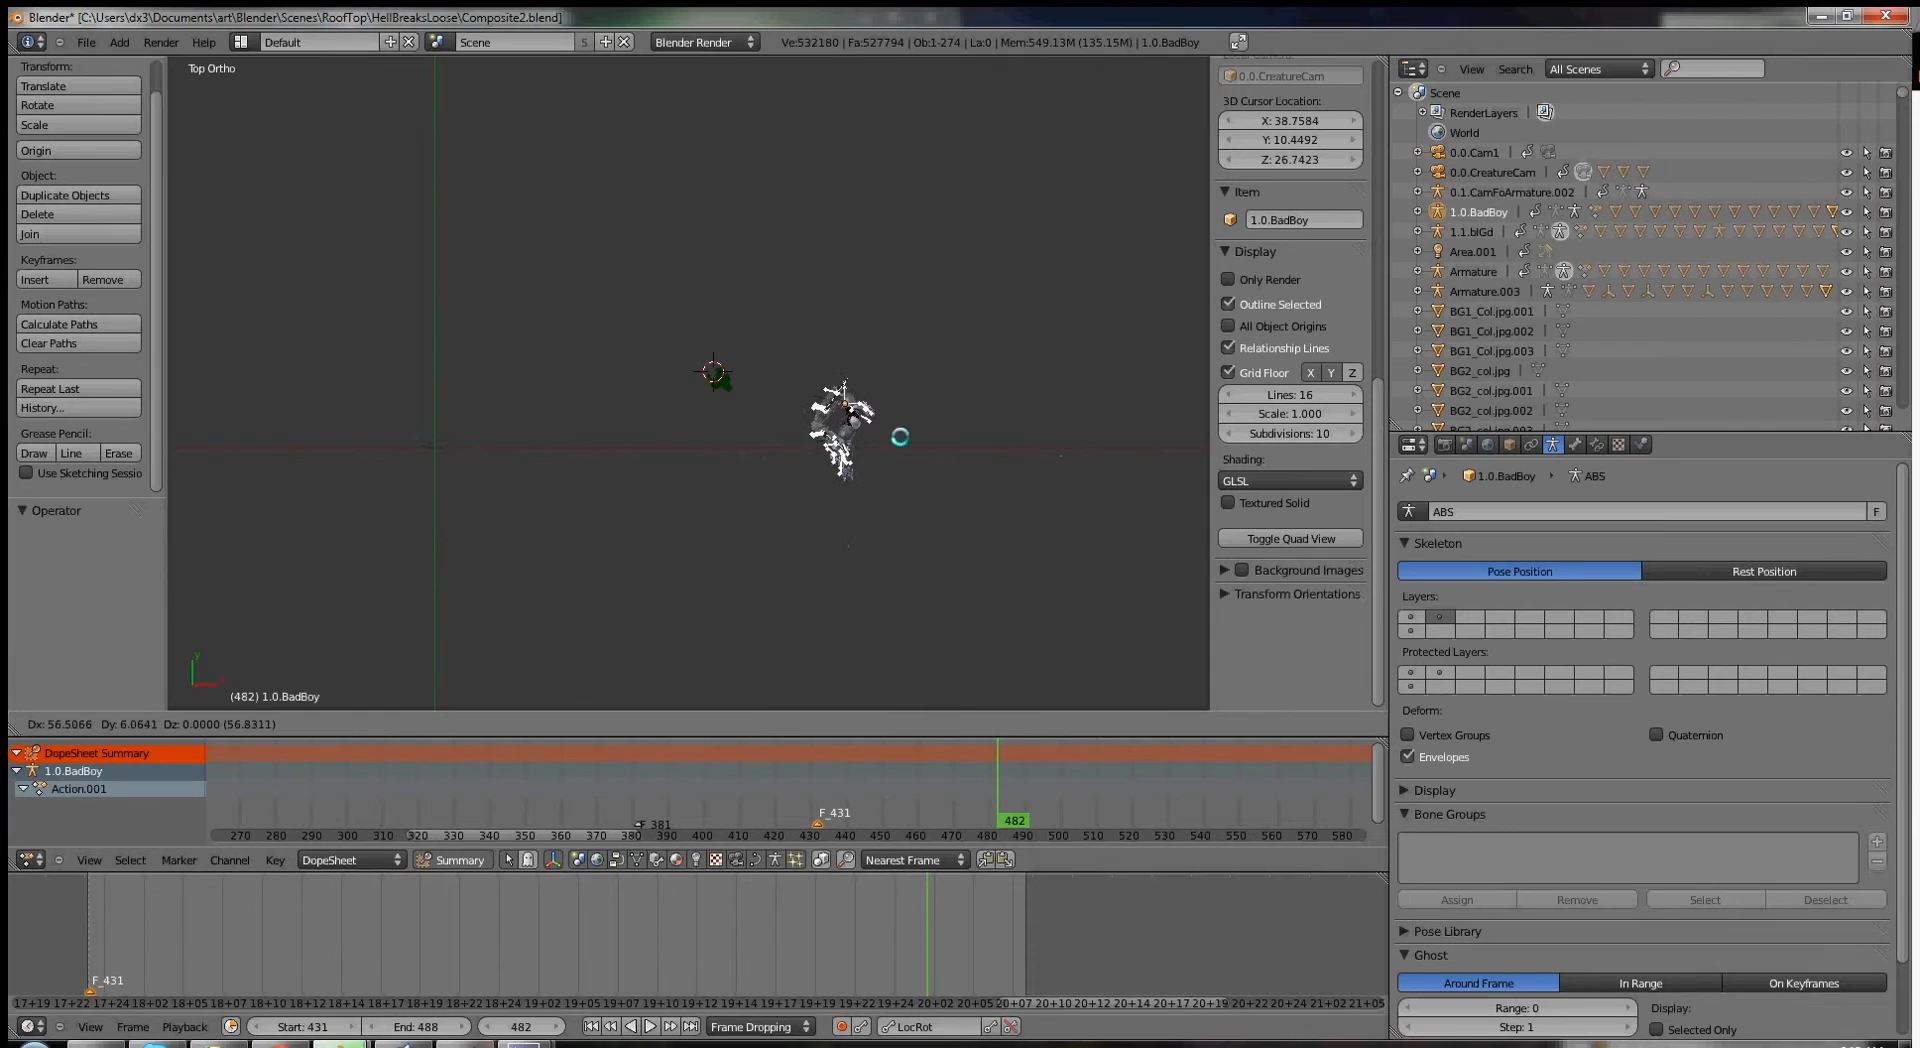 Blender* [C:\Users\dx3\Documents\art\Blender\Scenes\RoofTop\HellBreaksLoose\Composite2.blend]
File Add Render Help Default Scene 5 Blender Render Ve:532180 | Fa:527794 | Ob:1-274 | La:0 | Mem:549.13M (135.15M) | 1.0.BadBoy
Transform:
Translate
Rotate
Scale
Origin
Object:
Duplicate Objects
Delete
Join
Keyframes:
Insert Remove
Motion Paths:
Calculate Paths
Clear Paths
Repeat:
Repeat Last
History...
Grease Pencil:
Draw Line Erase
Use Sketching Sessio
Operator
Top Ortho
y
(482) 1.0.BadBoy
0.0.CreatureCam
3D Cursor Location:
X: 38.7584
Y: 10.4492
Z: 26.7423
Item
1.0.BadBoy
Display
Only Render
Outline Selected
All Object Origins
Relationship Lines
Grid Floor X Y Z
Lines: 16
Scale: 1.000
Subdivisions: 10
Shading:
GLSL
Textured Solid
Toggle Quad View
Background Images
Transform Orientations
View Search All Scenes
Scene
RenderLayers |
World
0.0.Cam1 |
0.0.CreatureCam |
0.1.CamFoArmature.002 |
1.0.BadBoy |
1.1.blGd |
Area.001 |
Armature |
Armature.003 |
BG1_Col.jpg.001 |
BG1_Col.jpg.002 |
BG1_Col.jpg.003 |
BG2_col.jpg |
BG2_col.jpg.001 |
BG2_col.jpg.002 |
1.0.BadBoy ABS
ABS F
Skeleton
Pose Position Rest Position
Layers:
Protected Layers:
Deform:
Vertex Groups Quaternion
Envelopes
Display
Bone Groups
Assign Remove Select Deselect
Pose Library
Ghost
Around Frame In Range On Keyframes
Range: 0 Display:
Step: 1 Selected Only
Dx: 56.5066 Dy: 6.0641 Dz: 0.0000 (56.8311)
DopeSheet Summary
1.0.BadBoy
Action.001
F_431
F_381
482
270 280 290 300 310 320 330 340 350 360 370 380 390 400 410 420 430 440 450 460 470 480 490 500 510 520 530 540 550 560 570 580
View Select Marker Channel Key DopeSheet Summary Nearest Frame
F_431
17+19 17+22 17+24 18+02 18+05 18+07 18+10 18+12 18+14 18+17 18+19 18+22 18+24 19+02 19+05 19+07 19+10 19+12 19+14 19+17 19+19 19+22 19+24 20+02 20+05 20+07 20+10 20+12 20+14 20+17 20+19 20+22 20+24 21+02 21+05
View Frame Playback Start: 431 End: 488 482 Frame Dropping LocRot